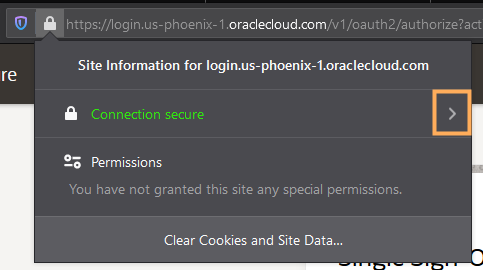 https://login.us-phoenix-1.oraclecloud.com/v1/oauth2/authorize?act
Site Information for login.us-phoenix-1.oraclecloud.com
re
Connection secure
Permissions
You have not granted this site any special permissions.
Clear Cookies and Site Data...
Single Sign-O